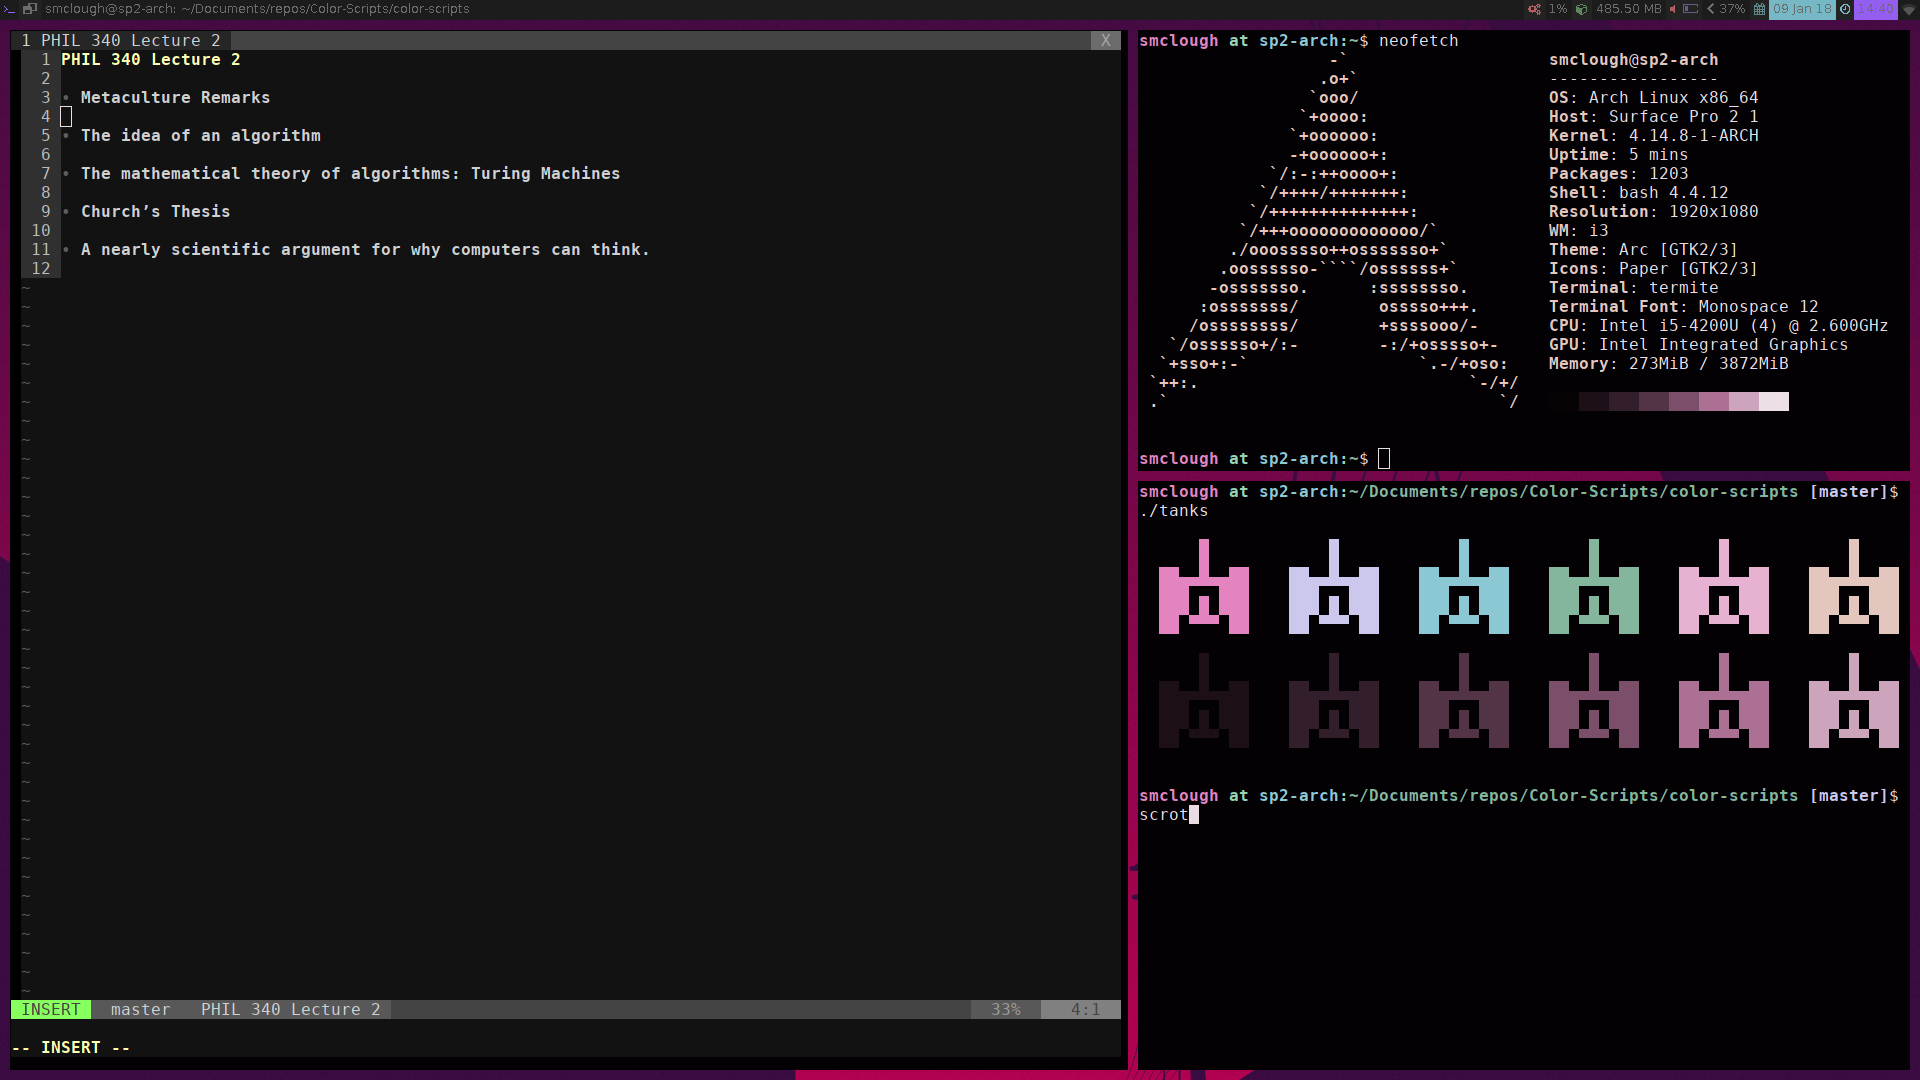 smclough@sp2-arch: ~/Documents/repos/Color-Scripts/color-scripts
1% 485.50 MB 37% 09 Jan 18 14:40
1 PHIL 340 Lecture 2 X
1 PHIL 340 Lecture 2
2
3 • Metaculture Remarks
4
5 • The idea of an algorithm
6
7 • The mathematical theory of algorithms: Turing Machines
8
9 • Church’s Thesis
10
11 • A nearly scientific argument for why computers can think.
12
INSERT master PHIL 340 Lecture 2 33% 4:1
-- INSERT --
smclough at sp2-arch:~$ neofetch
smclough@sp2-arch
-----------------
OS: Arch Linux x86_64
Host: Surface Pro 2 1
Kernel: 4.14.8-1-ARCH
Uptime: 5 mins
Packages: 1203
Shell: bash 4.4.12
Resolution: 1920x1080
WM: i3
Theme: Arc [GTK2/3]
Icons: Paper [GTK2/3]
Terminal: termite
Terminal Font: Monospace 12
CPU: Intel i5-4200U (4) @ 2.600GHz
GPU: Intel Integrated Graphics
Memory: 273MiB / 3872MiB
smclough at sp2-arch:~$
smclough at sp2-arch:~/Documents/repos/Color-Scripts/color-scripts [master]$
./tanks
smclough at sp2-arch:~/Documents/repos/Color-Scripts/color-scripts [master]$
scrot